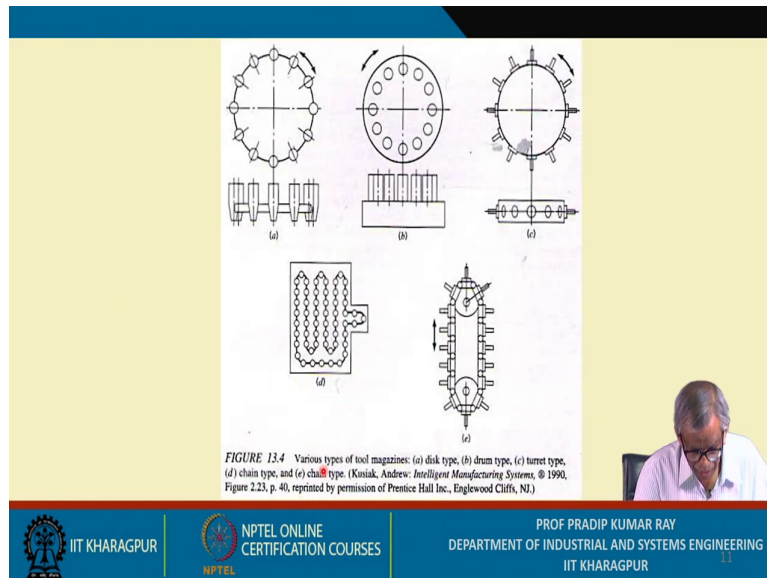 (a)
(b)
(c)
(d)
(e)
FIGURE 13.4 Various types of tool magazines: (a) disk type, (b) drum type, (c) turret type,
(d) chain type, and (e) chain type. (Kusiak, Andrew: Intelligent Manufacturing Systems, ® 1990,
Figure 2.23, p. 40, reprinted by permission of Prentice Hall Inc., Englewood Cliffs, NJ.)
IIT KHARAGPUR
NPTEL
NPTEL ONLINE
CERTIFICATION COURSES
PROF PRADIP KUMAR RAY
DEPARTMENT OF INDUSTRIAL AND SYSTEMS ENGINEERING
IIT KHARAGPUR
11